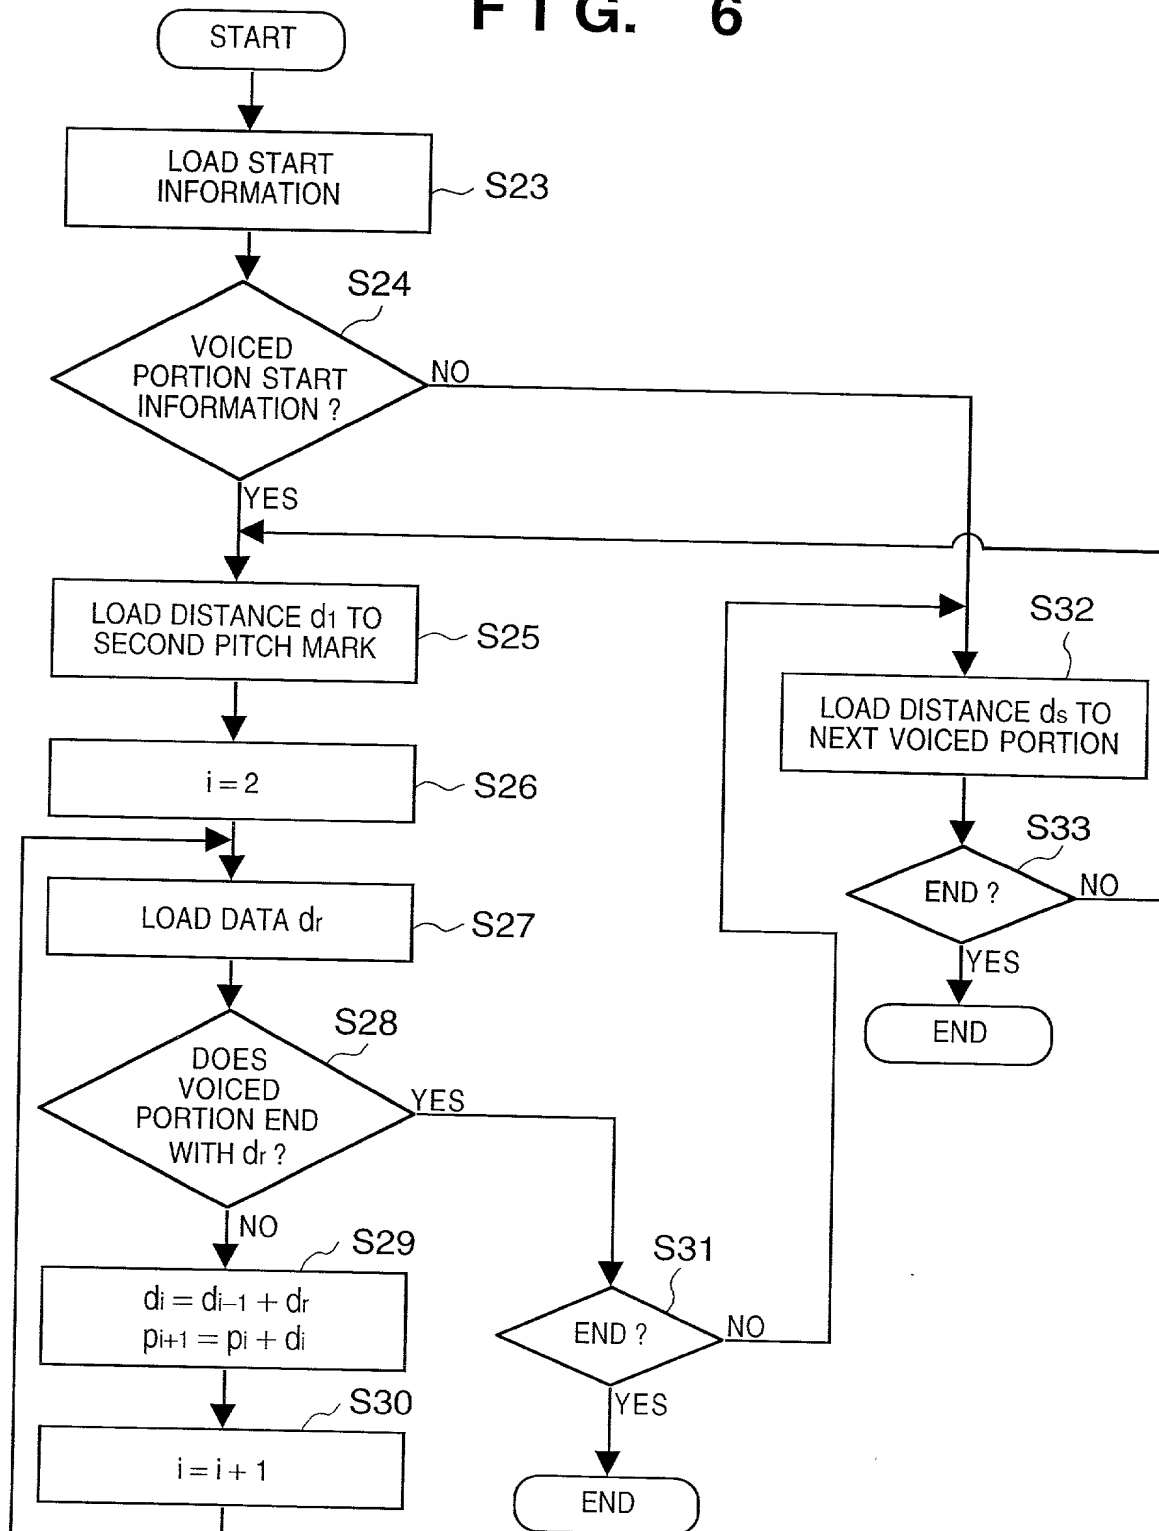 FIG. 6
START
LOAD START
INFORMATION
S23
S24
VOICED
PORTION START
INFORMATION ?
NO
YES
LOAD DISTANCE d1 TO
SECOND PITCH MARK
S25
i = 2
S26
LOAD DATA dr
S27
S28
DOES
VOICED
PORTION END
WITH dr ?
YES
NO
S29
di = di–1 + dr
pi+1 = pi + di
S30
i = i + 1
S31
END ?
NO
YES
END
S32
LOAD DISTANCE ds TO
NEXT VOICED PORTION
S33
END ?
NO
YES
END